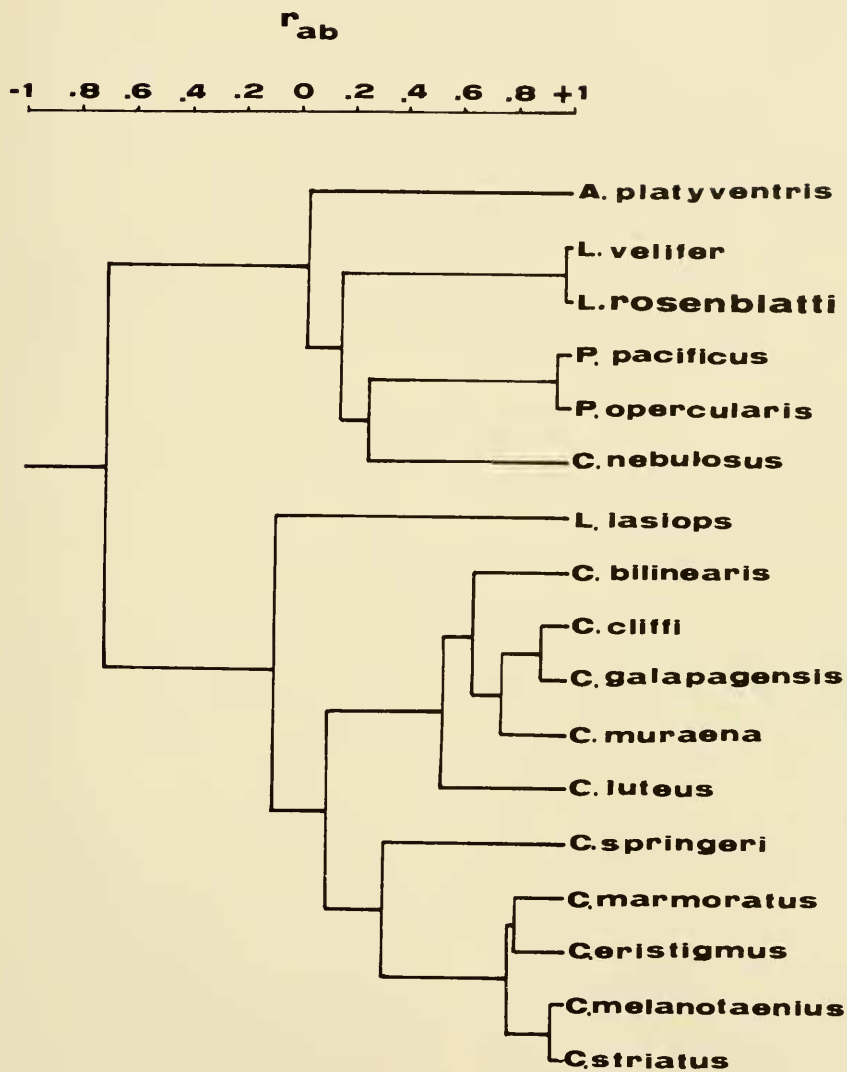 rab
-1 .8 .6 .4 .2 0 .2 .4 .6 .8 +1
A. platyventris
L. velifer
L. rosenblatti
P. pacificus
P. opercularis
C. nebulosus
L. lasiops
C. bilinearis
C. cliffi
C. galapagensis
C. muraena
C. luteus
C. springeri
C. marmoratus
C. eristigmus
C. melanotaenius
C. striatus